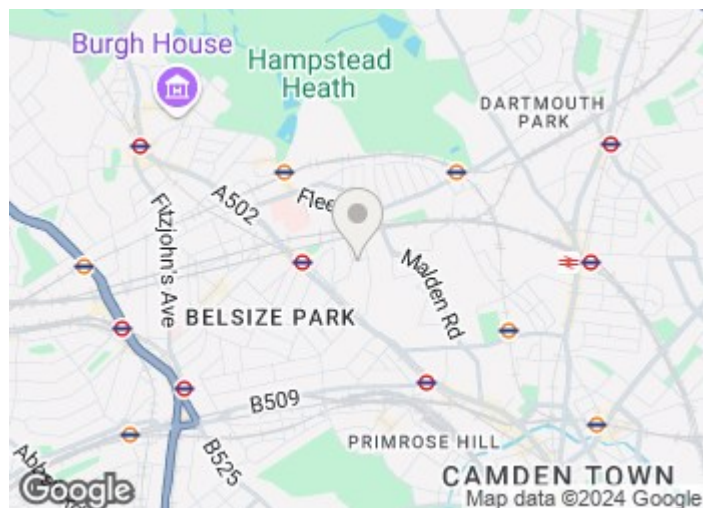 Burgh House
Hampstead
Heath
DARTMOUTH
PARK
A502
Flee
Fitzjohn's Ave
Malden Rd
BELSIZE PARK
B509
PRIMROSE HILL
B525
CAMDEN TOWN
Google
Map data ©2024 Google